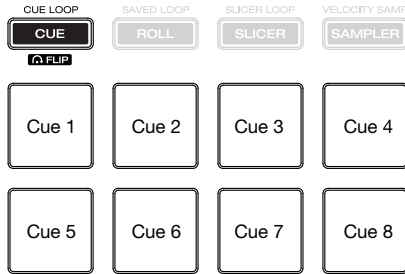 CUE LOOP SAVED LOOP SLICER LOOP VELOCITY SAMP
CUE ROLL SLICER SAMPLER
FLIP
Cue 1 Cue 2 Cue 3 Cue 4
Cue 5 Cue 6 Cue 7 Cue 8